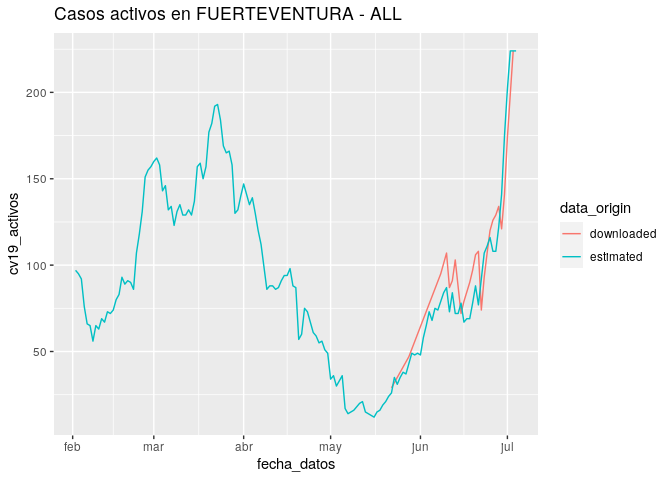 Casos activos en FUERTEVENTURA - ALL
cv19_activos
200
150
100
50
feb mar abr may jun jul
fecha_datos
data_origin
downloaded
estimated